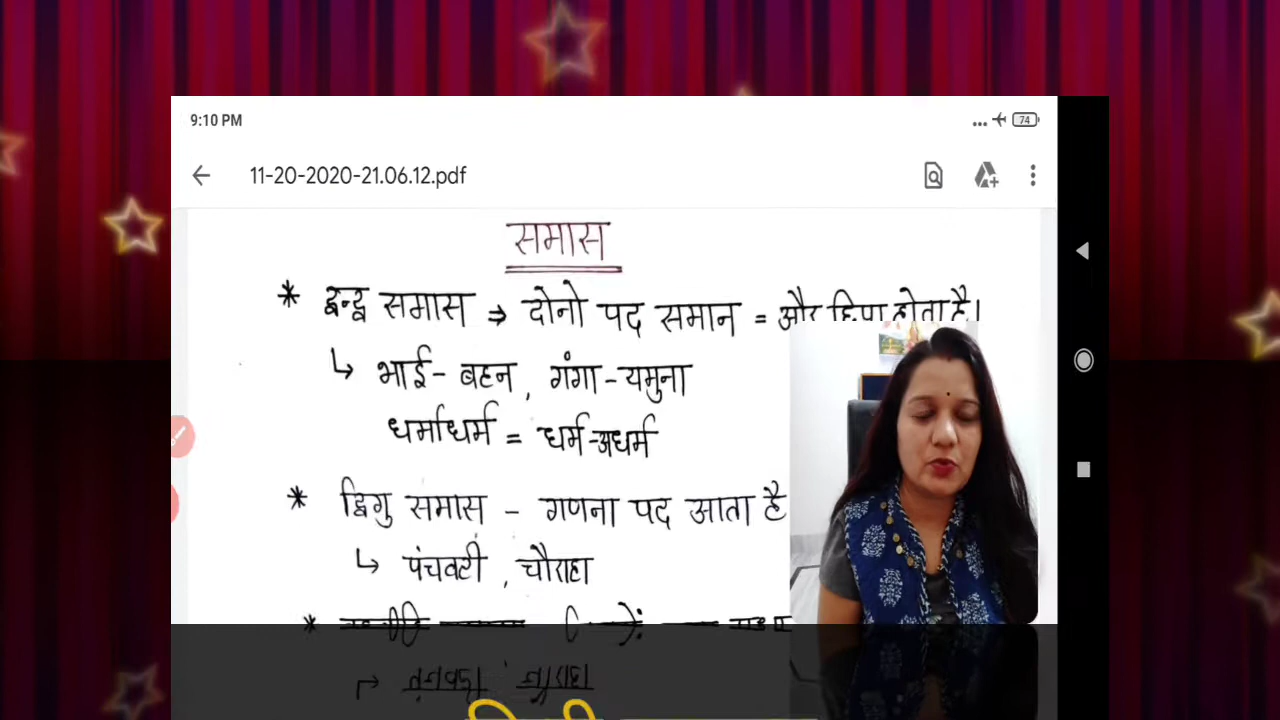 9:10 PM
74
11-20-2020-21.06.12.pdf
समास
* द्वन्द्व समास ⇒ दोनो पद समान = और छिपा होता है।
↳ भाई- बहन, गंगा-यमुना
धर्माधर्म = धर्म-अधर्म
* द्विगु समास - गणना पद आता है
↳ पंचवटी, चौराहा